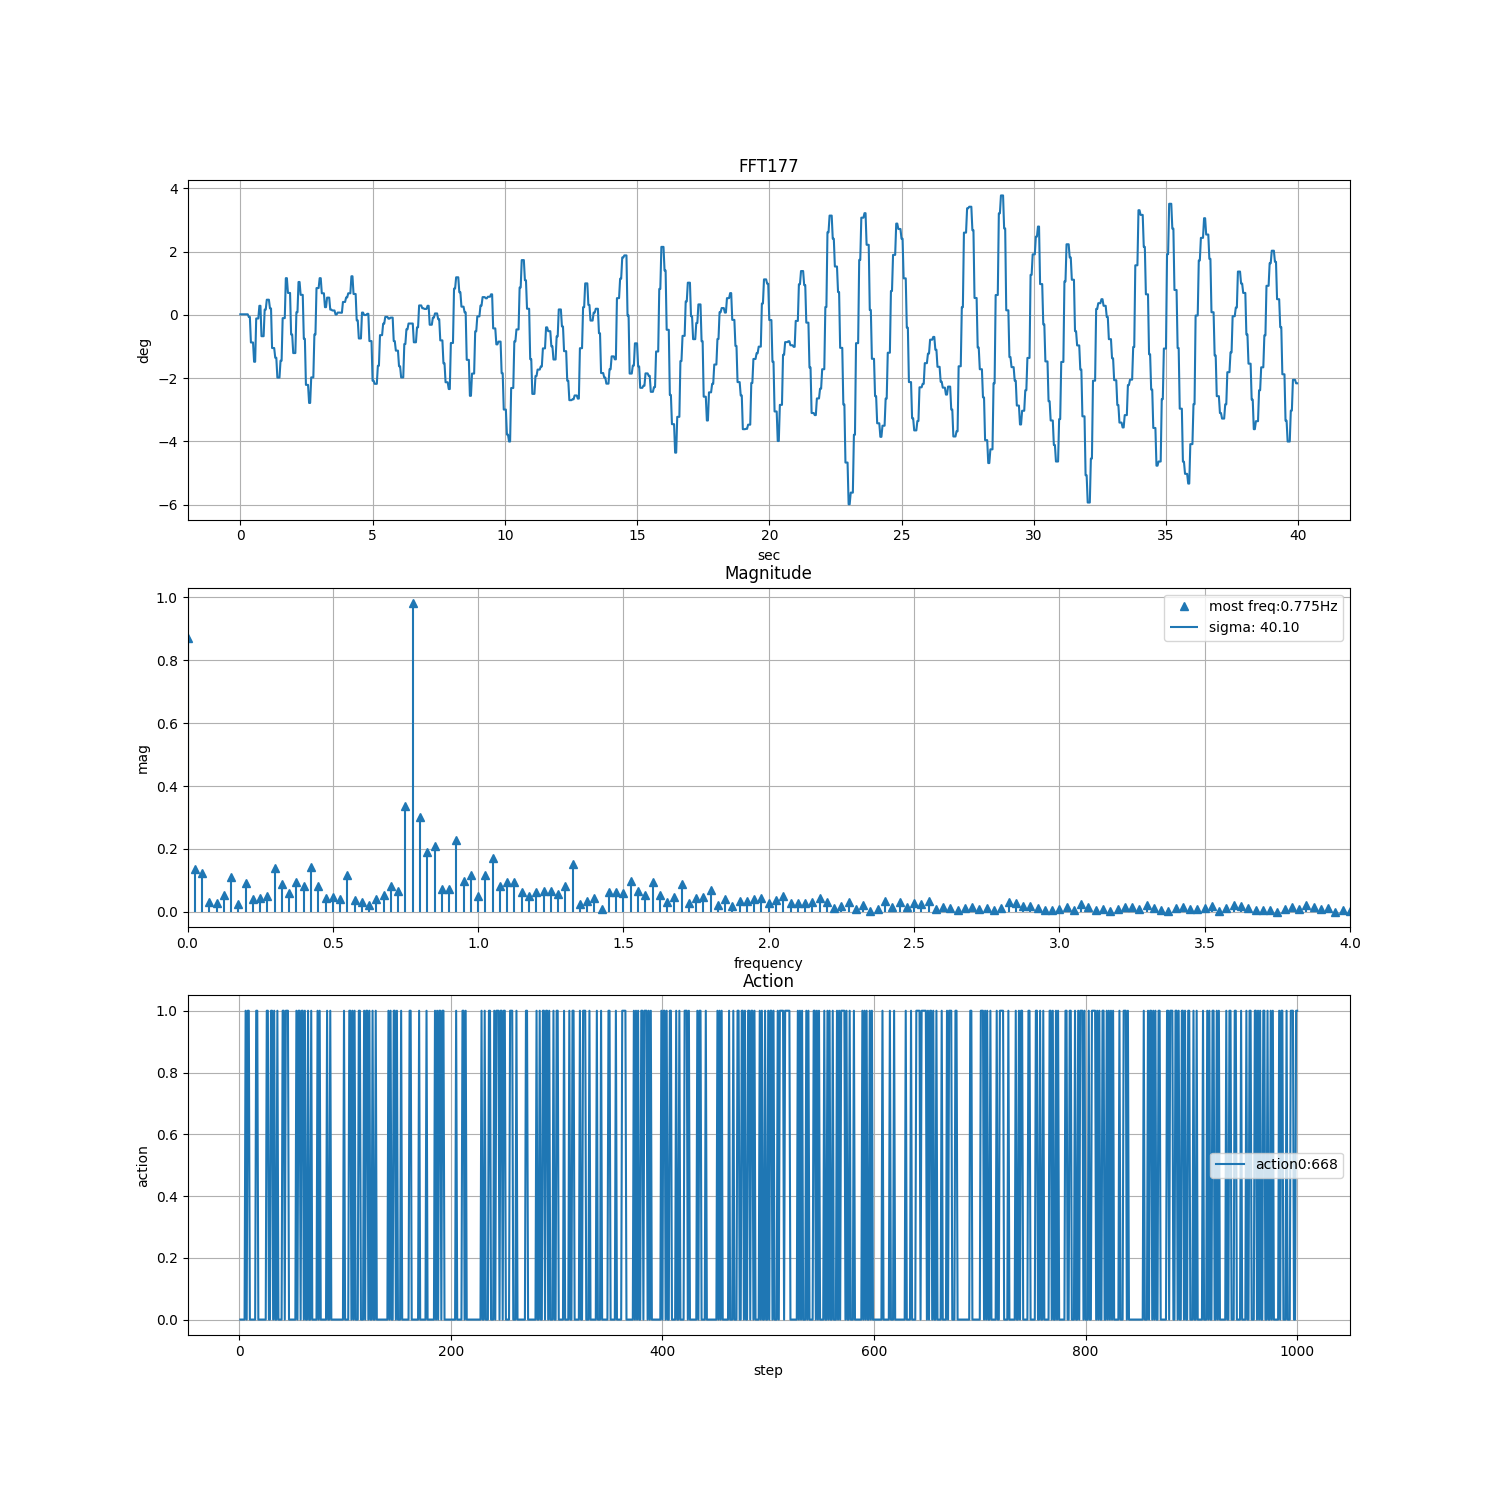 FFT177
4
2
0
−2
−4
−6
deg
0 5 10 15 20 25 30 35 40
sec
Magnitude
1.0
0.8
0.6
0.4
0.2
0.0
mag
most freq:0.775Hz
sigma: 40.10
0.0 0.5 1.0 1.5 2.0 2.5 3.0 3.5 4.0
frequency
Action
1.0
0.8
0.6
0.4
0.2
0.0
action
action0:668
0 200 400 600 800 1000
step